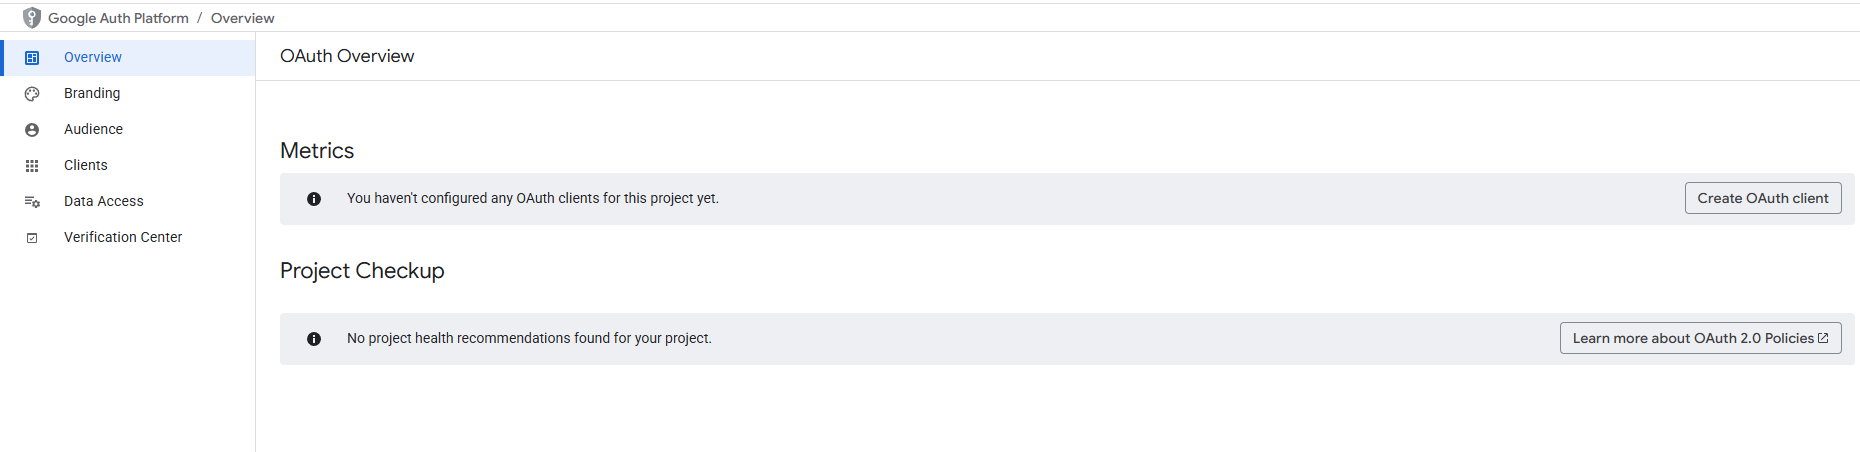 Google Auth Platform / Overview
Overview
Branding
Audience
Clients
Data Access
Verification Center
OAuth Overview
Metrics
You haven't configured any OAuth clients for this project yet.
Create OAuth client
Project Checkup
No project health recommendations found for your project.
Learn more about OAuth 2.0 Policies